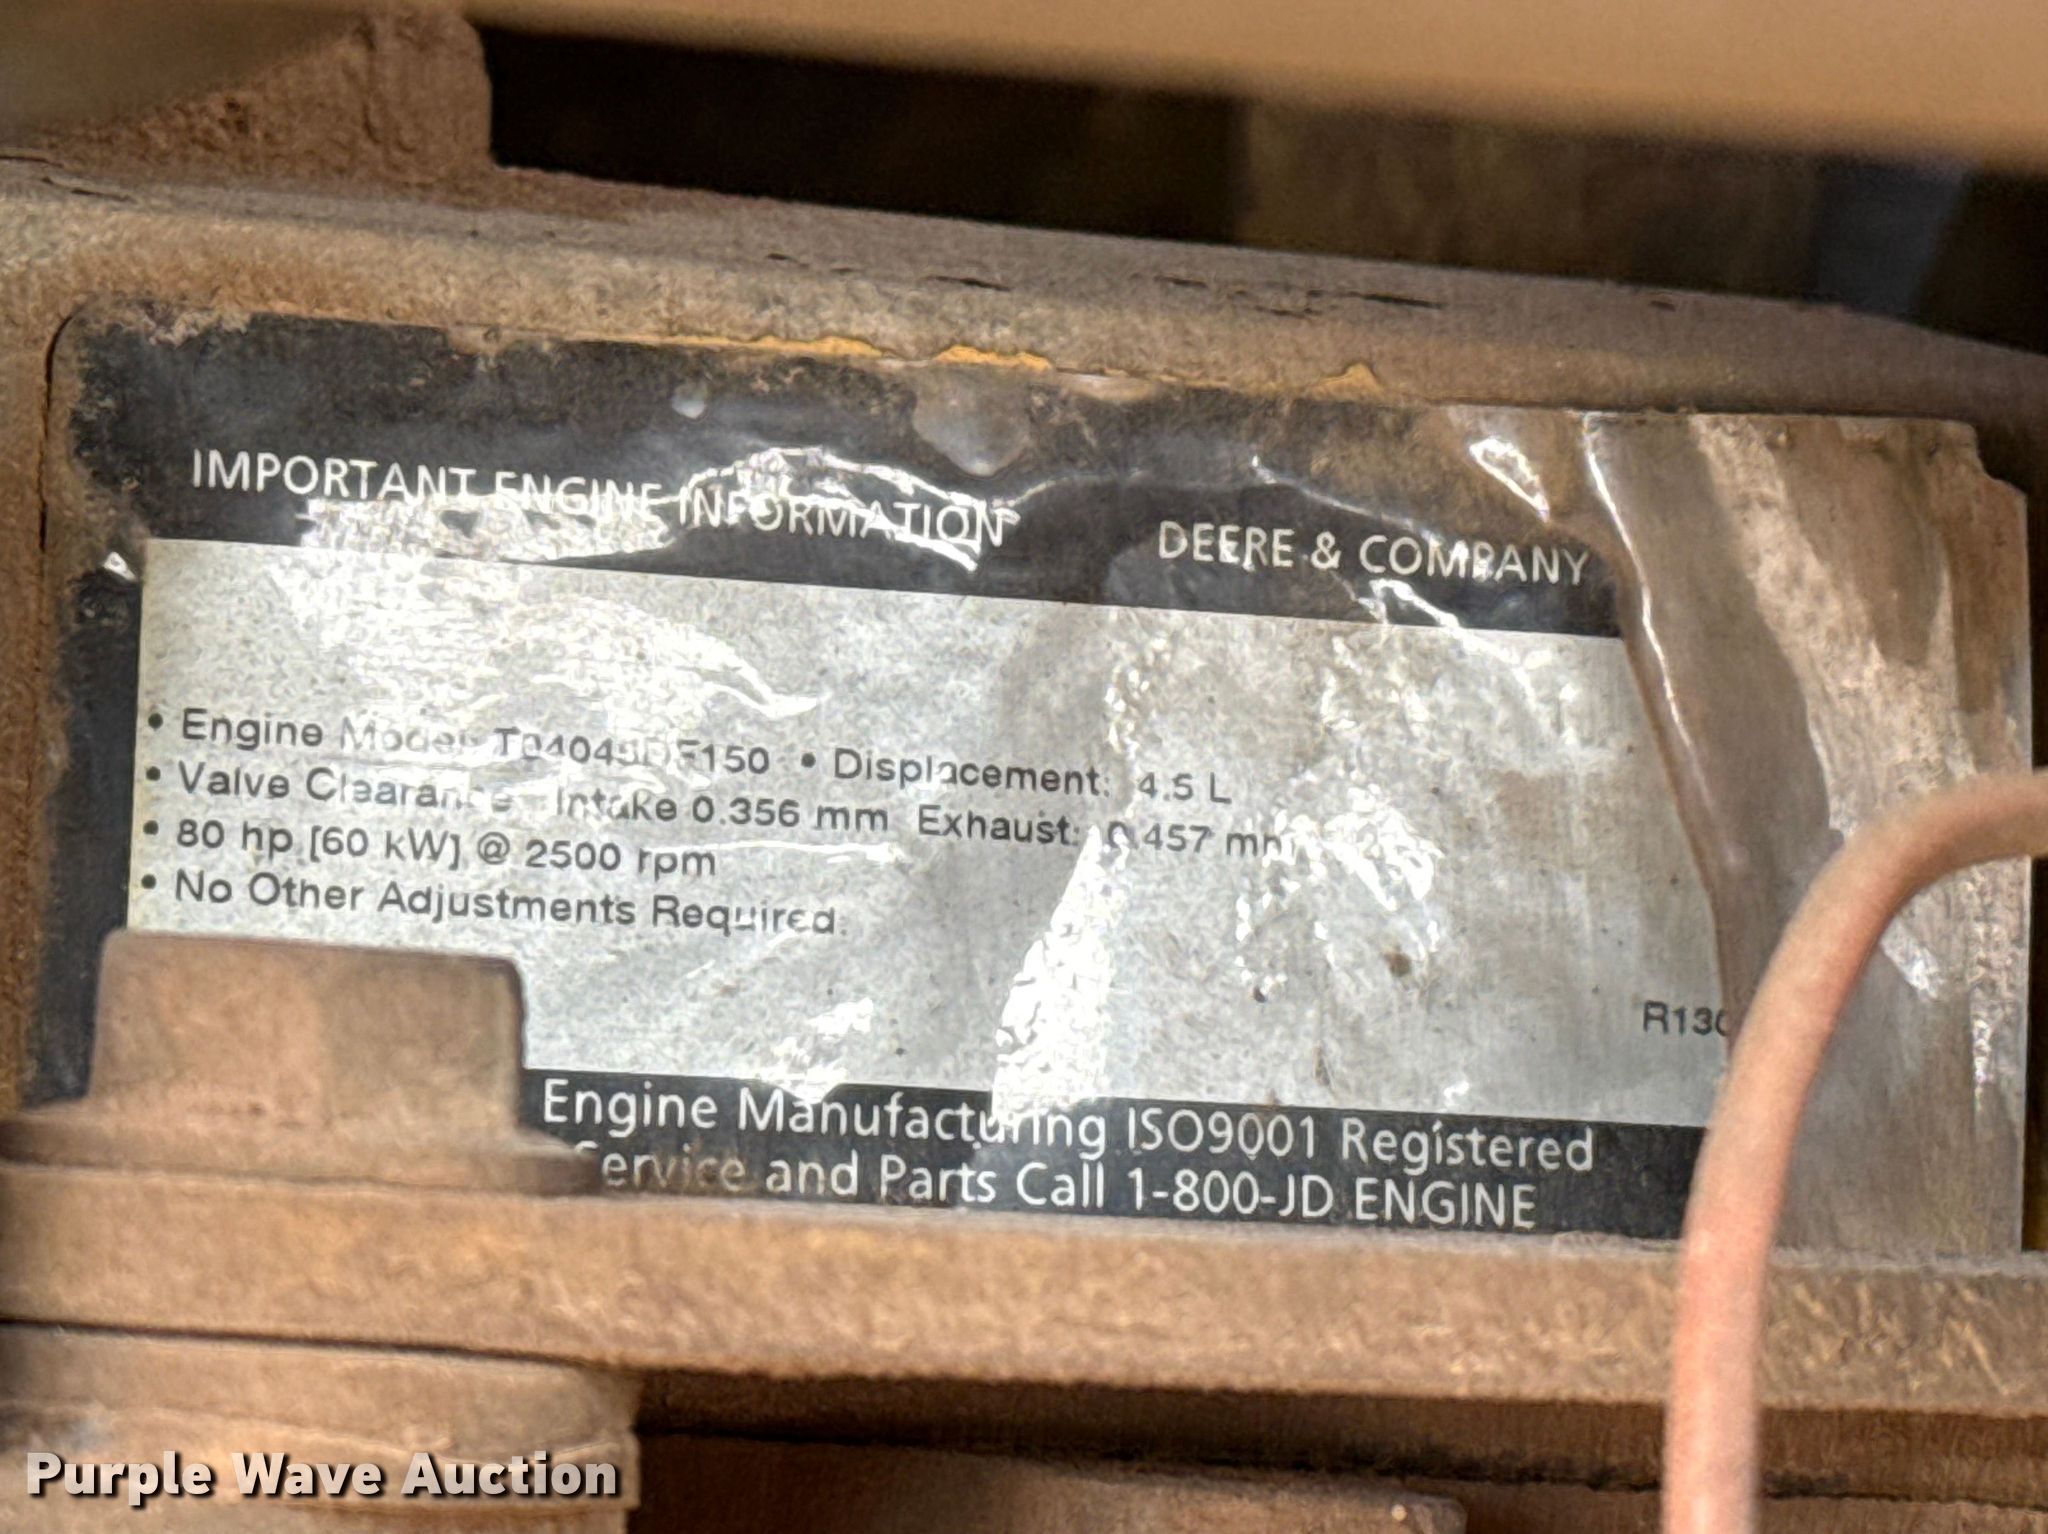 IMPORTANT ENGINE INFORMATION DEERE & COMPANY
• Engine Model: T04045DF150 • Displacement: 4.5 L
• Valve Clearance - Intake 0.356 mm Exhaust: 0.457 mm
• 80 hp [60 kW] @ 2500 rpm
• No Other Adjustments Required.
R130
Engine Manufacturing ISO9001 Registered
Service and Parts Call 1-800-JD ENGINE
Purple Wave Auction